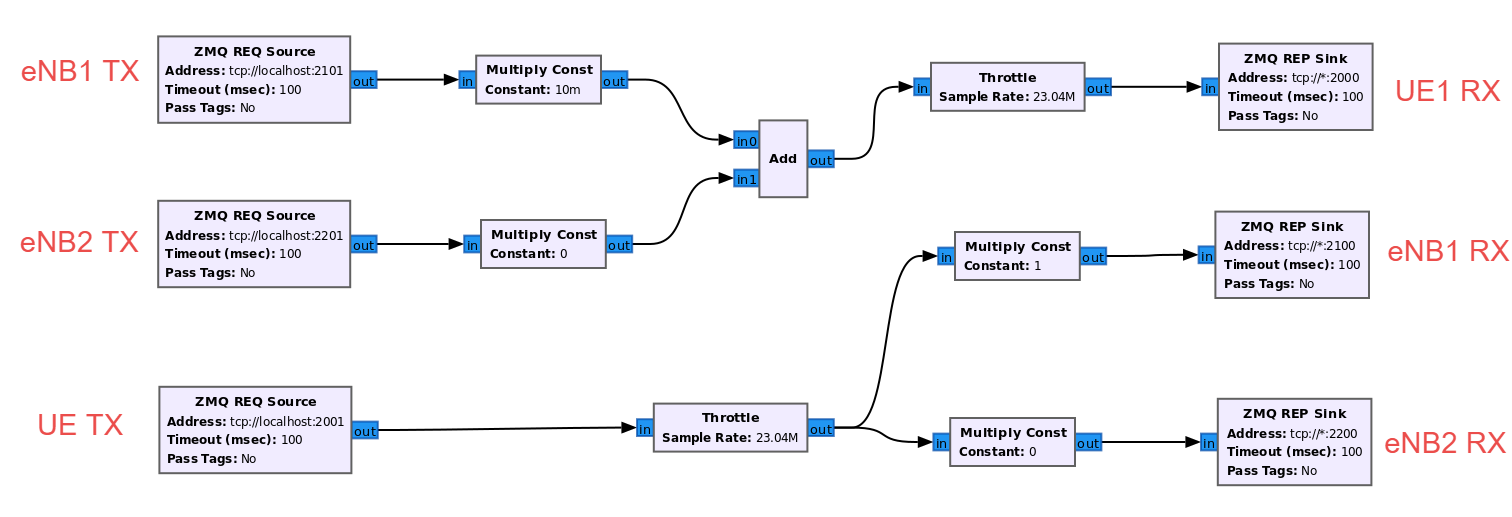 eNB1 TX
ZMQ REQ Source
Address: tcp://localhost:2101
Timeout (msec): 100
Pass Tags: No
out
in
Multiply Const
Constant: 10m
out
in0
in1
Add
out
in
Throttle
Sample Rate: 23.04M
out
in
ZMQ REP Sink
Address: tcp://*:2000
Timeout (msec): 100
Pass Tags: No
UE1 RX
eNB2 TX
ZMQ REQ Source
Address: tcp://localhost:2201
Timeout (msec): 100
Pass Tags: No
out
in
Multiply Const
Constant: 0
out
in
Multiply Const
Constant: 1
out
in
ZMQ REP Sink
Address: tcp://*:2100
Timeout (msec): 100
Pass Tags: No
eNB1 RX
UE TX
ZMQ REQ Source
Address: tcp://localhost:2001
Timeout (msec): 100
Pass Tags: No
out
in
Throttle
Sample Rate: 23.04M
out
in
Multiply Const
Constant: 0
out
in
ZMQ REP Sink
Address: tcp://*:2200
Timeout (msec): 100
Pass Tags: No
eNB2 RX